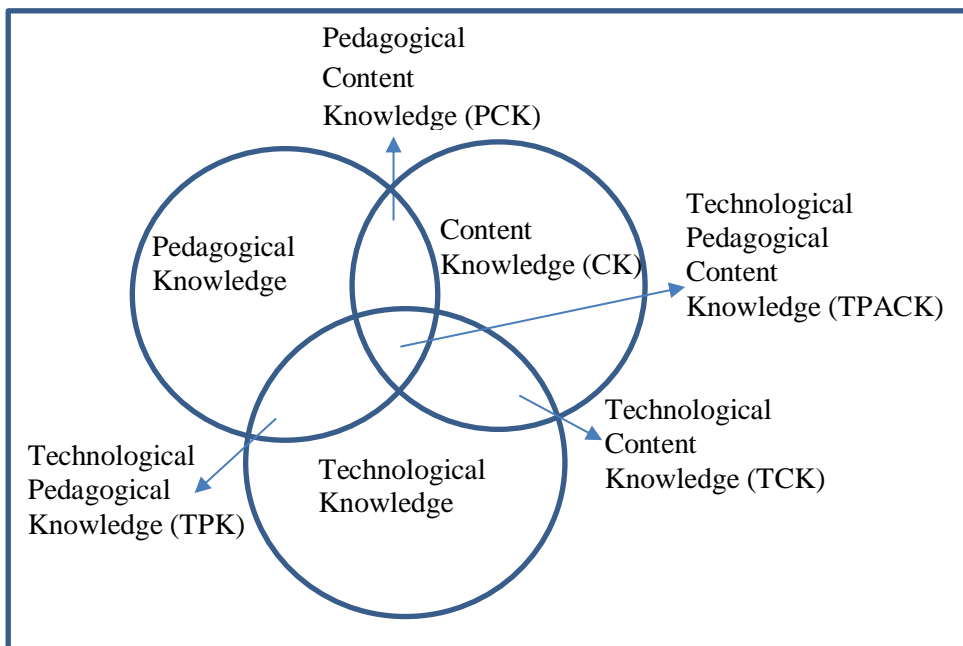 Pedagogical
Content
Knowledge (PCK)
Pedagogical
Knowledge
Content
Knowledge (CK)
Technological
Pedagogical
Content
Knowledge (TPACK)
Technological
Content
Knowledge (TCK)
Technological
Pedagogical
Knowledge (TPK)
Technological
Knowledge